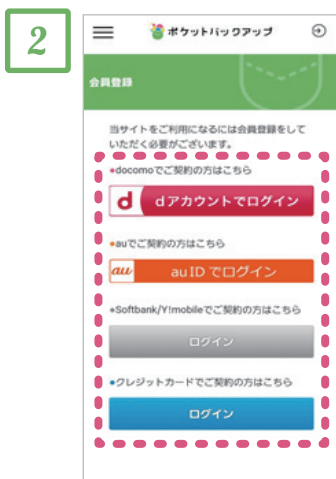 2
ポケットバックアップ
会員登録
当サイトをご利用になるには会員登録をして
いただく必要がございます。
●docomoでご契約の方はこちら
d dアカウントでログイン
●auでご契約の方はこちら
au au ID でログイン
●Softbank/Y!mobileでご契約の方はこちら
ログイン
●クレジットカードでご契約の方はこちら
ログイン